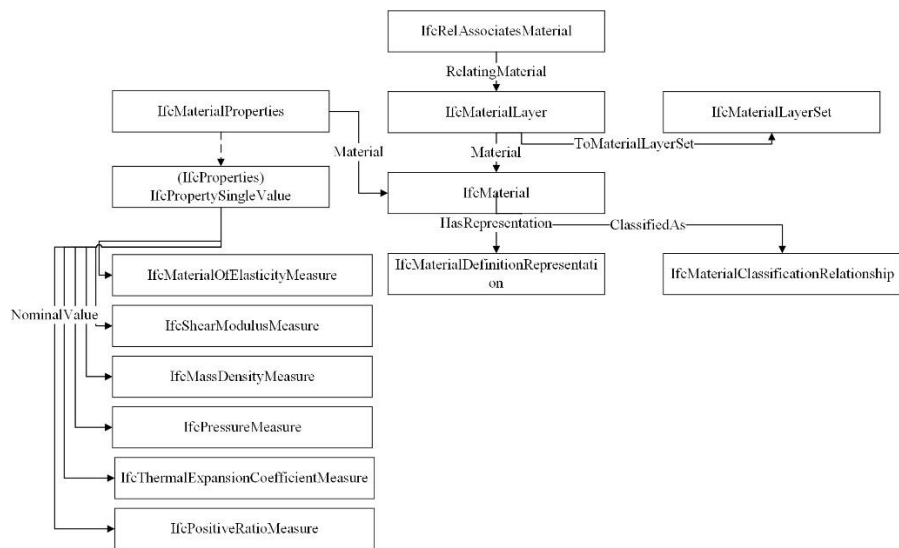 IfcRelAssociatesMaterial
RelatingMaterial
IfcMaterialProperties
IfcMaterialLayer
IfcMaterialLayerSet
Material
Material
ToMaterialLayerSet
(IfcProperties)
IfcPropertySingleValue
IfcMaterial
HasRepresentation
ClassifiedAs
IfcMaterialOfElasticityMeasure
IfcMaterialDefinitionRepresentati
on
IfcMaterialClassificationRelationship
NominalValue
IfcShearModulusMeasure
IfcMassDensityMeasure
IfcPressureMeasure
IfcThermalExpansionCoefficientMeasure
IfcPositiveRatioMeasure